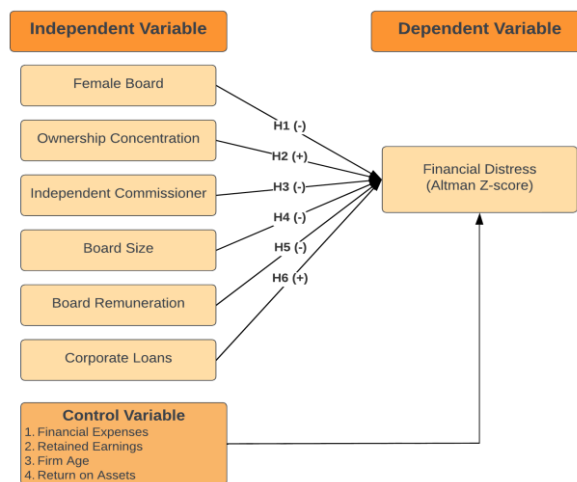 Independent Variable
Dependent Variable
Female Board
Ownership Concentration
Independent Commissioner
Board Size
Board Remuneration
Corporate Loans
H1 (-)
H2 (+)
H3 (-)
H4 (-)
H5 (-)
H6 (+)
Financial Distress
(Altman Z-score)
Control Variable
1. Financial Expenses
2. Retained Earnings
3. Firm Age
4. Return on Assets